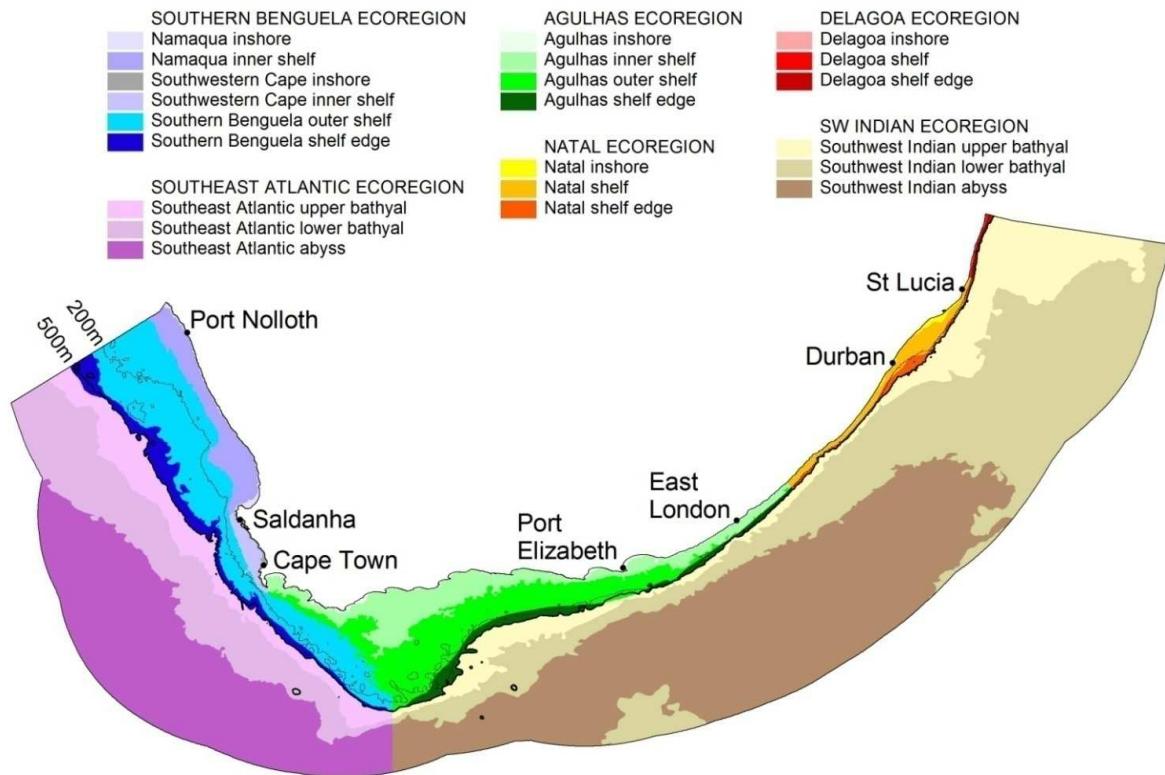 SOUTHERN BENGUELA ECOREGION
Namaqua inshore
Namaqua inner shelf
Southwestern Cape inshore
Southwestern Cape inner shelf
Southern Benguela outer shelf
Southern Benguela shelf edge
SOUTHEAST ATLANTIC ECOREGION
Southeast Atlantic upper bathyal
Southeast Atlantic lower bathyal
Southeast Atlantic abyss
AGULHAS ECOREGION
Agulhas inshore
Agulhas inner shelf
Agulhas outer shelf
Agulhas shelf edge
NATAL ECOREGION
Natal inshore
Natal shelf
Natal shelf edge
DELAGOA ECOREGION
Delagoa inshore
Delagoa shelf
Delagoa shelf edge
SW INDIAN ECOREGION
Southwest Indian upper bathyal
Southwest Indian lower bathyal
Southwest Indian abyss
500m
200m
Port Nolloth
Saldanha
Cape Town
Port
Elizabeth
East
London
Durban
St Lucia